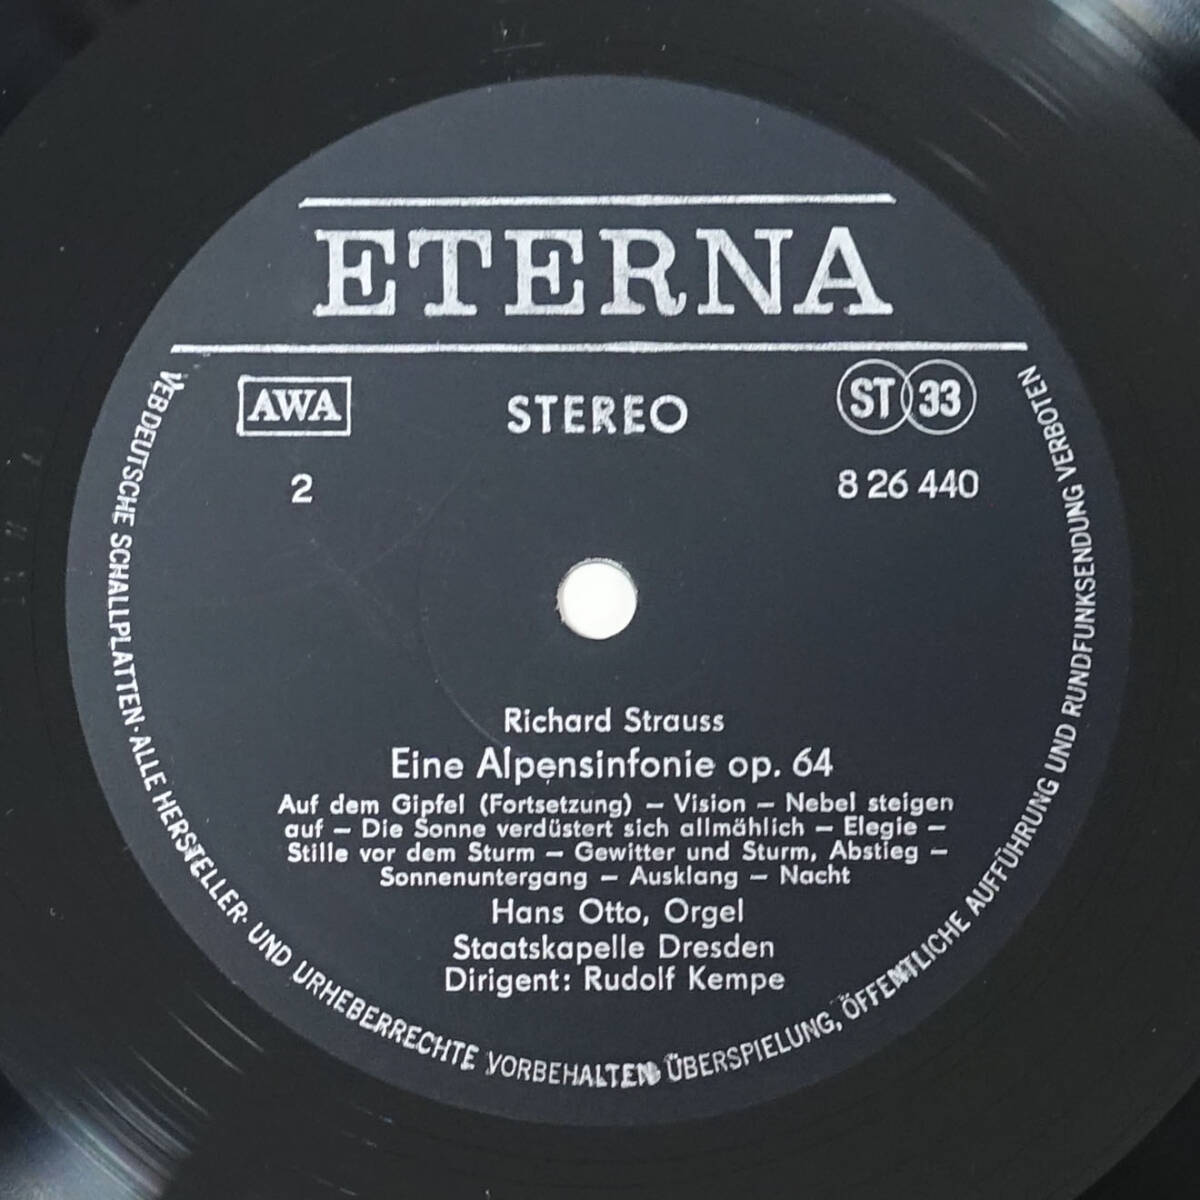 ETERNA
AWA
STEREO
ST 33
2
8 26 440
Richard Strauss
Eine Alpensinfonie op. 64
Auf dem Gipfel (Fortsetzung) – Vision – Nebel steigen
auf – Die Sonne verdüstert sich allmählich – Elegie –
Stille vor dem Sturm – Gewitter und Sturm, Abstieg –
Sonnenuntergang – Ausklang – Nacht
Hans Otto, Orgel
Staatskapelle Dresden
Dirigent: Rudolf Kempe
VEB DEUTSCHE SCHALLPLATTEN · ALLE HERSTELLER- UND URHEBERRECHTE VORBEHALTEN ÜBERSPIELUNG, ÖFFENTLICHE AUFFÜHRUNG UND RUNDFUNKSENDUNG VERBOTEN